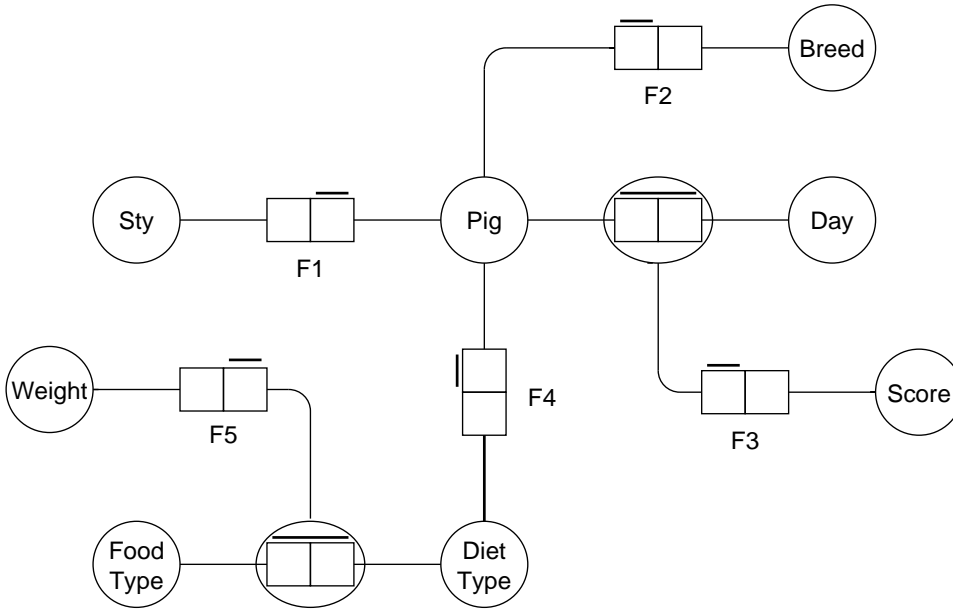 Breed
F2
Sty
F1
Pig
Day
Weight
F5
F4
Score
F3
Food
Type
Diet
Type